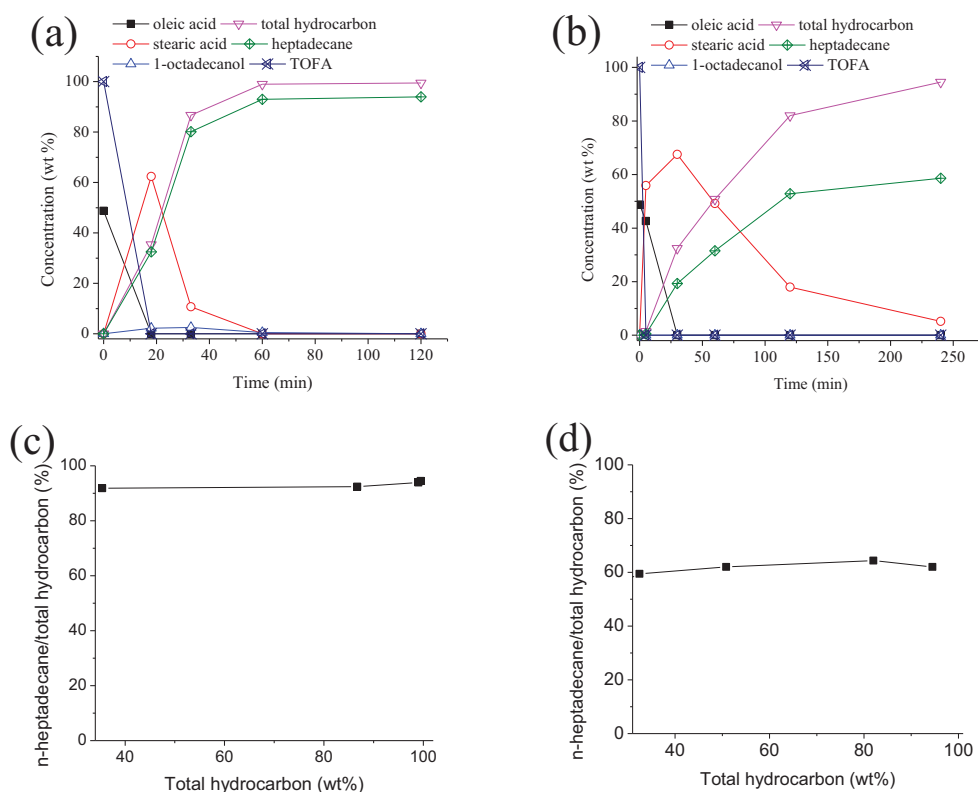 (a)
oleic acid total hydrocarbon
stearic acid heptadecane
1-octadecanol TOFA
100
80
60
40
20
0
Concentration (wt %)
0 20 40 60 80 100 120
Time (min)
(b)
oleic acid total hydrocarbon
stearic acid heptadecane
1-octadecanol TOFA
100
80
60
40
20
0
Concentration (wt %)
0 50 100 150 200 250
Time (min)
(c)
100
80
60
40
20
0
n-heptadecane/total hydrocarbon (%)
40 60 80 100
Total hydrocarbon (wt%)
(d)
100
80
60
40
20
0
n-heptadecane/total hydrocarbon (%)
40 60 80 100
Total hydrocarbon (wt%)